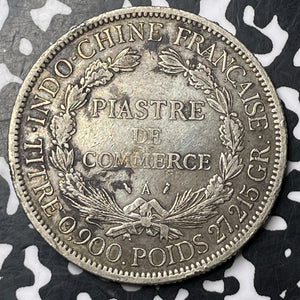 INDO-CHINE FRANÇAISE
PIASTRE
DE
COMMERCE
A
TITRE 0,900. POIDS 27,215 GR.